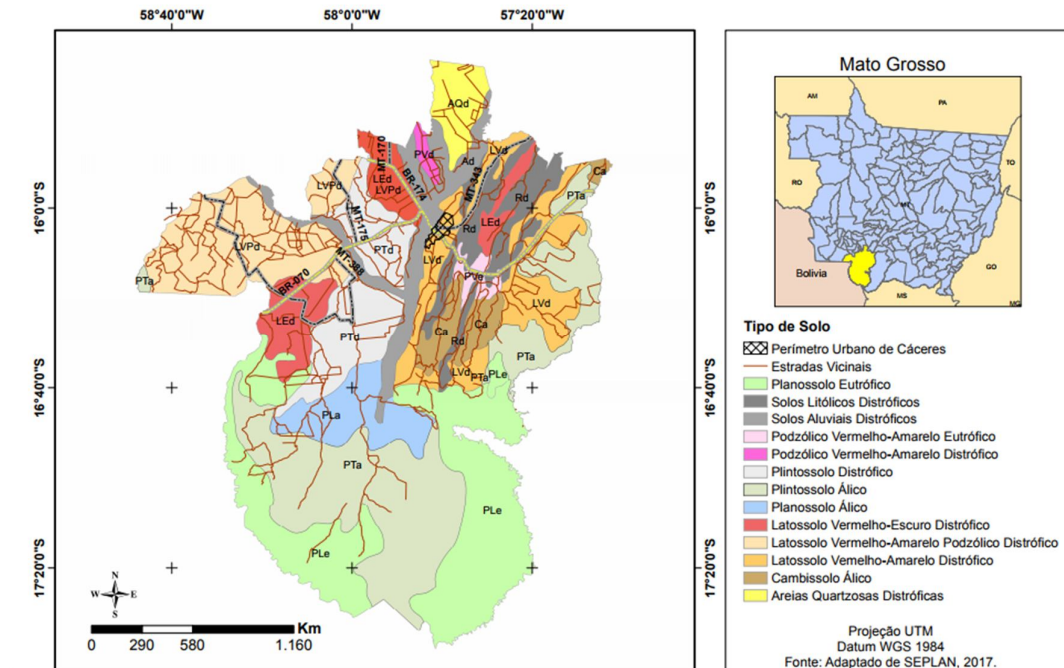 58°40'0"W
58°0'0"W
57°20'0"W
16°0'0"S
16°40'0"S
17°20'0"S
16°0'0"S
16°40'0"S
17°20'0"S
AQd
PVd
MT-170
LEd
LVPd
BR-174
Ad
LVd
MT-343
Rd
Ca
PTa
LVPd
MT-175
LEd
Rd
LVPd
PTd
LVd
MT-388
PVe
PTa
BR-070
LVd
LEd
PTd
Ca
Ca
Rd
PTa
LVd
PTa
PLe
PLa
PTa
PLe
PLe
N
W
E
S
Km
0 290 580 1.160
Mato Grosso
AM
PA
TO
RO
MT
Bolivia
GO
MS
MG
Tipo de Solo
Perímetro Urbano de Cáceres
Estradas Vicinais
Planossolo Eutrófico
Solos Litólicos Distróficos
Solos Aluviais Distróficos
Podzólico Vermelho-Amarelo Eutrófico
Podzólico Vermelho-Amarelo Distrófico
Plintossolo Distrófico
Plintossolo Álico
Planossolo Álico
Latossolo Vermelho-Escuro Distrófico
Latossolo Vermelho-Amarelo Podzólico Distrófico
Latossolo Vemelho-Amarelo Distrófico
Cambissolo Álico
Areias Quartzosas Distróficas
Projeção UTM
Datum WGS 1984
Fonte: Adaptado de SEPLAN, 2017.